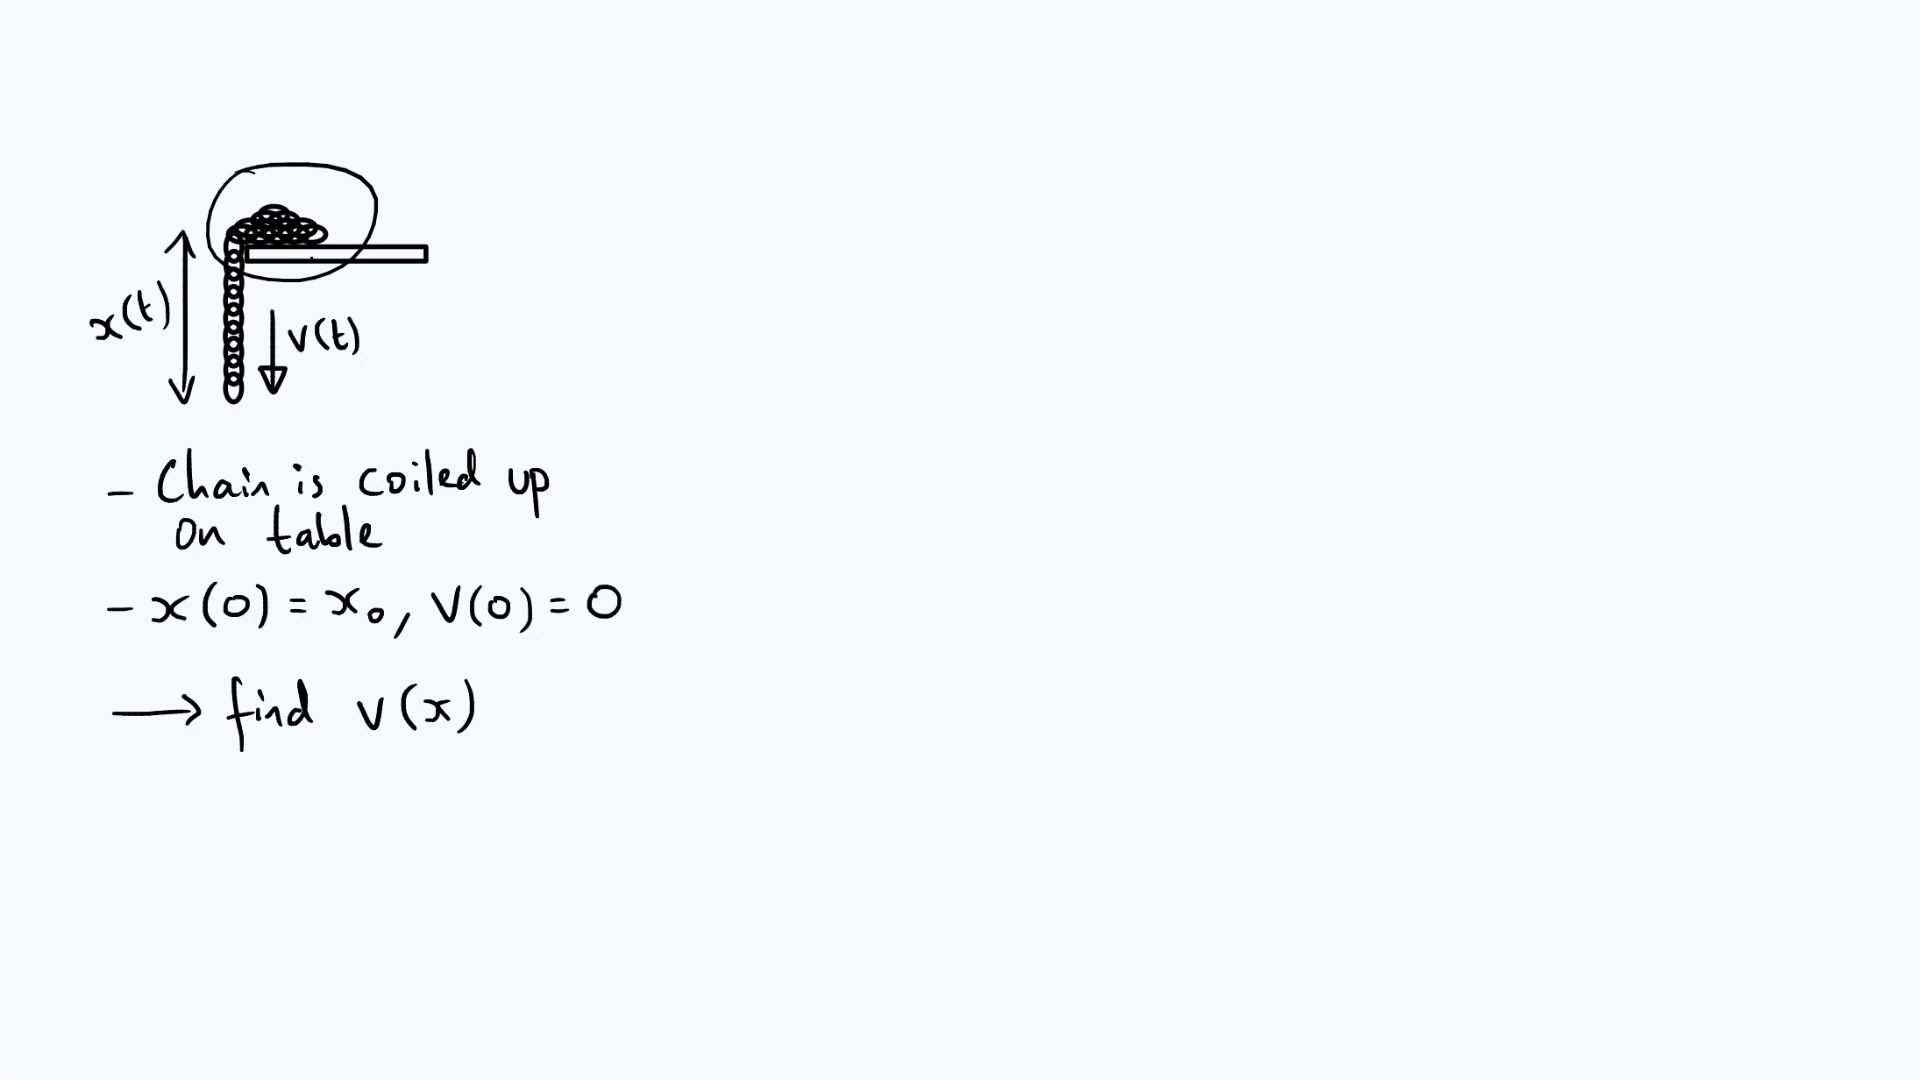 x(t)
v(t)
- Chain is coiled up
on table
- x(0) = x₀, v(0) = 0
→ find v(x)